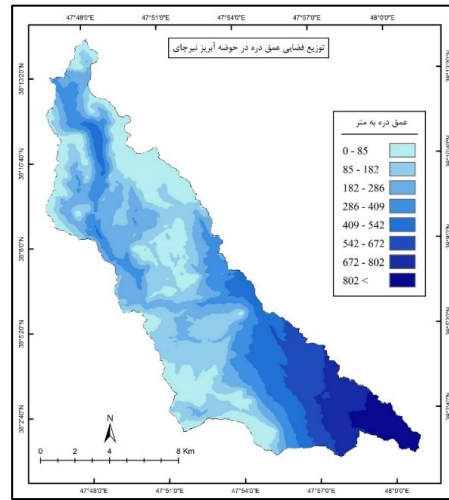 47°48'0"E 47°51'0"E 47°54'0"E 47°57'0"E 48°0'0"E
توزیع فضایی عمق دره در حوضه آبریز نیرچای
38°13'20"N
عمق دره به متر
0 - 85
85 - 182
182 - 286
286 - 409
409 - 542
542 - 672
672 - 802
802 <
38°10'40"N
38°8'0"N
38°5'20"N
38°2'40"N
N
0 2 4 8 Km
47°48'0"E 47°51'0"E 47°54'0"E 47°57'0"E 48°0'0"E